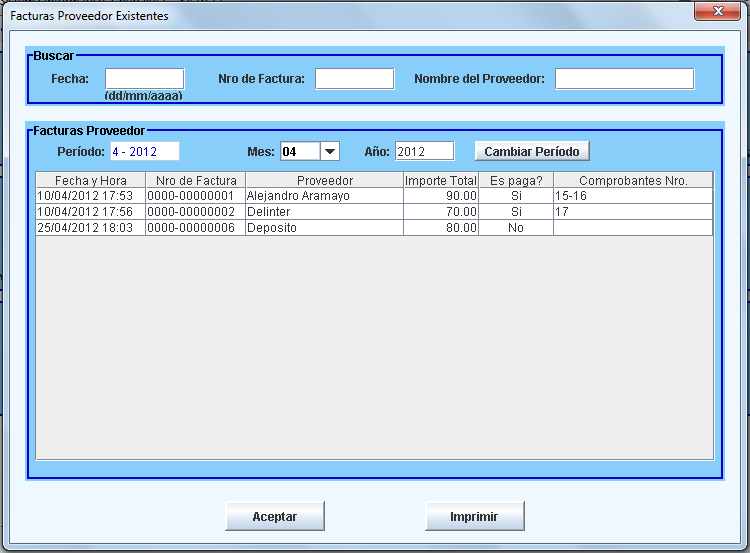 Facturas Proveedor Existentes
Buscar
Fecha: Nro de Factura: Nombre del Proveedor:
(dd/mm/aaaa)
Facturas Proveedor
Período: 4 - 2012 Mes: 04 Año: 2012 Cambiar Período
Fecha y Hora Nro de Factura Proveedor Importe Total Es paga? Comprobantes Nro.
10/04/2012 17:53 0000-00000001 Alejandro Aramayo 90.00 Si 15-16
10/04/2012 17:56 0000-00000002 Delinter 70.00 Si 17
25/04/2012 18:03 0000-00000006 Deposito 80.00 No
Aceptar Imprimir